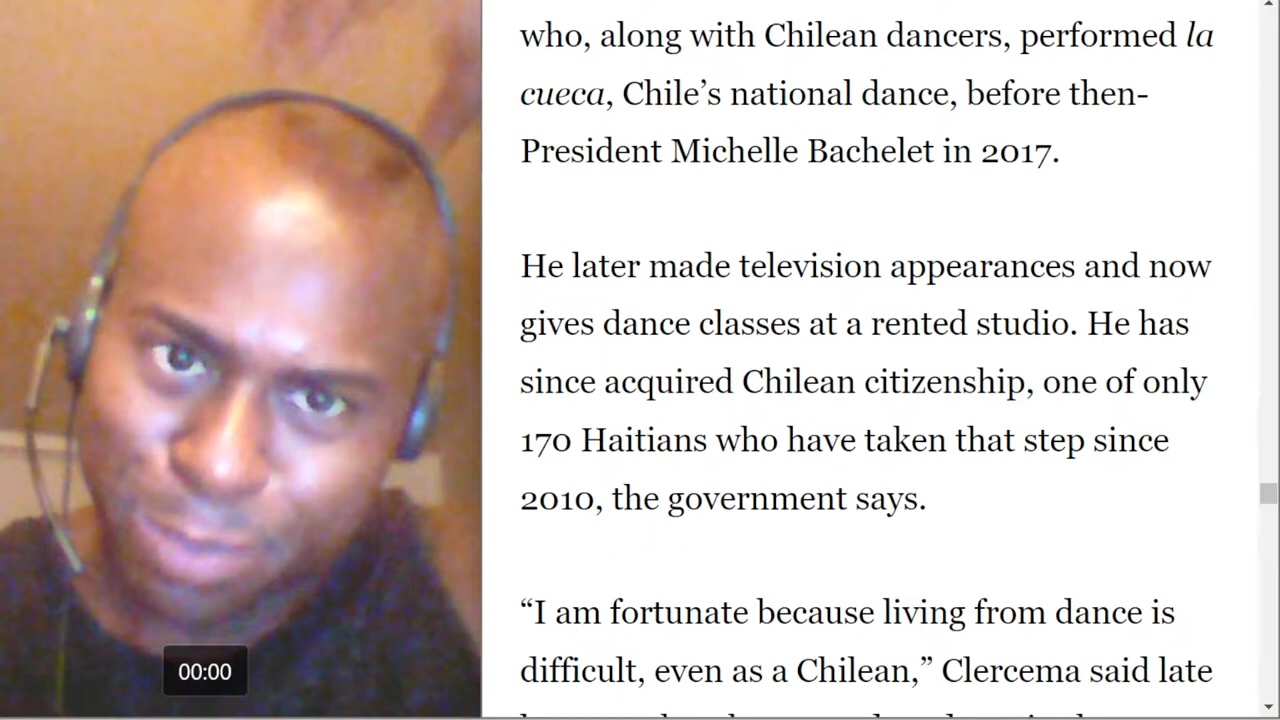 who, along with Chilean dancers, performed la
cueca, Chile’s national dance, before then-
President Michelle Bachelet in 2017.
He later made television appearances and now
gives dance classes at a rented studio. He has
since acquired Chilean citizenship, one of only
170 Haitians who have taken that step since
2010, the government says.
“I am fortunate because living from dance is
difficult, even as a Chilean,” Clercema said late
00:00